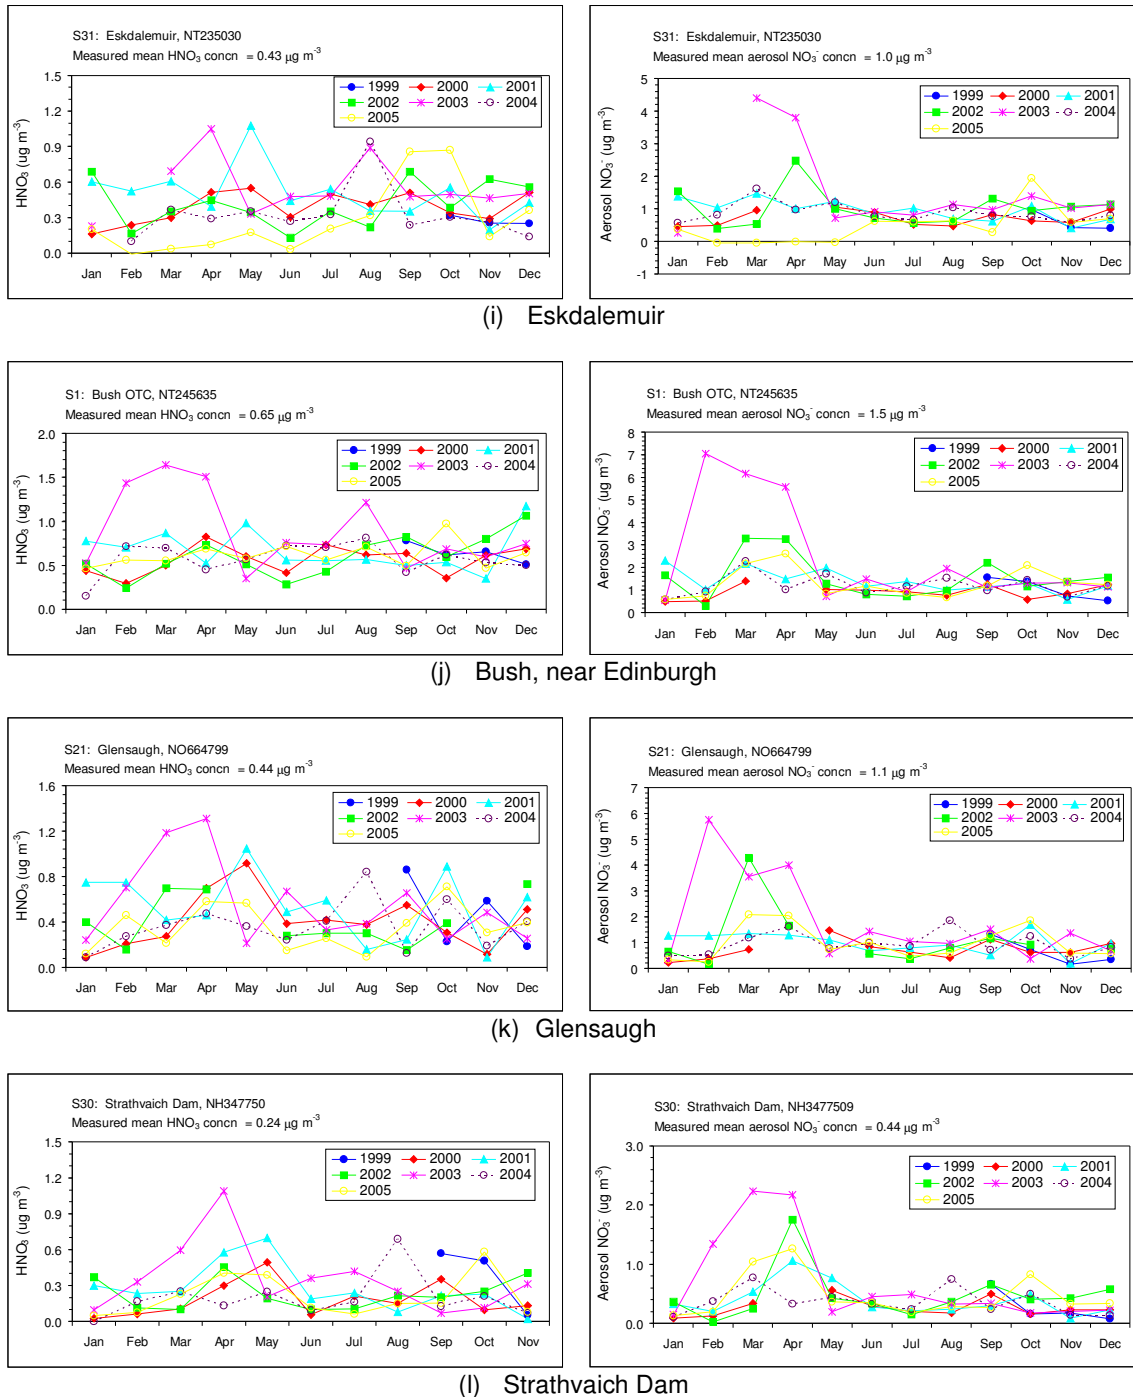 S31: Eskdalemuir, NT235030
Measured mean HNO₃ concn = 0.43 µg m⁻³
HNO₃ (ug m⁻³)
1.5
1.2
0.9
0.6
0.3
0.0
1999 2000 2001
2002 2003 2004
2005
Jan Feb Mar Apr May Jun Jul Aug Sep Oct Nov Dec
S31: Eskdalemuir, NT235030
Measured mean aerosol NO₃⁻ concn = 1.0 µg m⁻³
Aerosol NO₃⁻ (ug m⁻³)
5
4
3
2
1
0
-1
1999 2000 2001
2002 2003 2004
2005
Jan Feb Mar Apr May Jun Jul Aug Sep Oct Nov Dec
(i) Eskdalemuir
S1: Bush OTC, NT245635
Measured mean HNO₃ concn = 0.65 µg m⁻³
HNO₃ (ug m⁻³)
2.0
1.5
1.0
0.5
0.0
1999 2000 2001
2002 2003 2004
2005
Jan Feb Mar Apr May Jun Jul Aug Sep Oct Nov Dec
S1: Bush OTC, NT245635
Measured mean aerosol NO₃⁻ concn = 1.5 µg m⁻³
Aerosol NO₃⁻ (ug m⁻³)
8
7
6
5
4
3
2
1
0
1999 2000 2001
2002 2003 2004
2005
Jan Feb Mar Apr May Jun Jul Aug Sep Oct Nov Dec
(j) Bush, near Edinburgh
S21: Glensaugh, NO664799
Measured mean HNO₃ concn = 0.44 µg m⁻³
HNO₃ (ug m⁻³)
1.6
1.2
0.8
0.4
0.0
1999 2000 2001
2002 2003 2004
2005
Jan Feb Mar Apr May Jun Jul Aug Sep Oct Nov Dec
S21: Glensaugh, NO664799
Measured mean aerosol NO₃⁻ concn = 1.1 µg m⁻³
Aerosol NO₃⁻ (ug m⁻³)
7
6
5
4
3
2
1
0
1999 2000 2001
2002 2003 2004
2005
Jan Feb Mar Apr May Jun Jul Aug Sep Oct Nov Dec
(k) Glensaugh
S30: Strathvaich Dam, NH347750
Measured mean HNO₃ concn = 0.24 µg m⁻³
HNO₃ (ug m⁻³)
1.5
1.2
0.9
0.6
0.3
0.0
1999 2000 2001
2002 2003 2004
2005
Jan Feb Mar Apr May Jun Jul Aug Sep Oct Nov
S30: Strathvaich Dam, NH3477509
Measured mean aerosol NO₃⁻ concn = 0.44 µg m⁻³
Aerosol NO₃⁻ (ug m⁻³)
3.0
2.0
1.0
0.0
1999 2000 2001
2002 2003 2004
2005
Jan Feb Mar Apr May Jun Jul Aug Sep Oct Nov Dec
(l) Strathvaich Dam